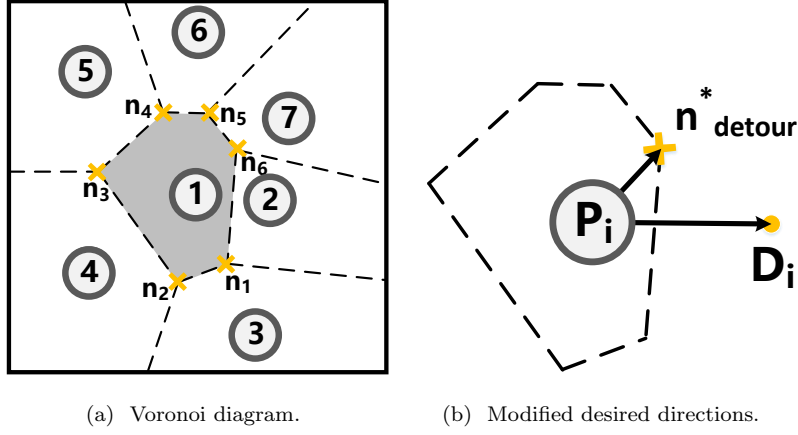 6
5
n4
n5
7
n6
n3
1
2
4
n2
n1
3
n*detour
Pi
Di
(a) Voronoi diagram.
(b) Modified desired directions.